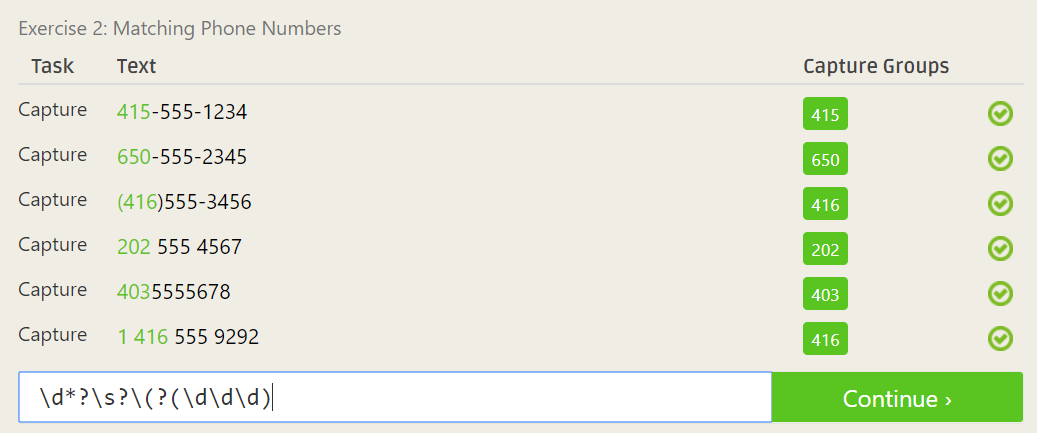 Exercise 2: Matching Phone Numbers
Task Text Capture Groups
Capture 415-555-1234 415
Capture 650-555-2345 650
Capture (416)555-3456 416
Capture 202 555 4567 202
Capture 4035555678 403
Capture 1 416 555 9292 416
\d*?\s?\(?(\d\d\d) Continue ›